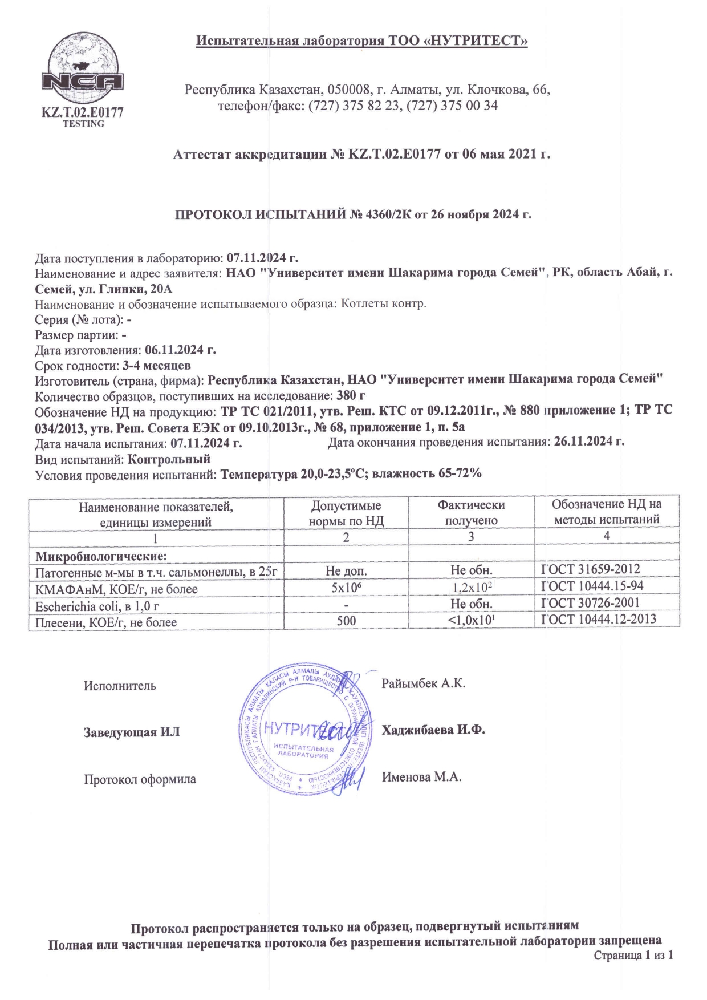 Испытательная лаборатория ТОО «НУТРИТЕСТ»
NCA
KZ.T.02.E0177
TESTING
Республика Казахстан, 050008, г. Алматы, ул. Клочкова, 66,
телефон/факс: (727) 375 82 23, (727) 375 00 34
Аттестат аккредитации № KZ.T.02.E0177 от 06 мая 2021 г.
ПРОТОКОЛ ИСПЫТАНИЙ № 4360/2К от 26 ноября 2024 г.
Дата поступления в лабораторию: 07.11.2024 г.
Наименование и адрес заявителя: НАО "Университет имени Шакарима города Семей", РК, область Абай, г.
Семей, ул. Глинки, 20А
Наименование и обозначение испытываемого образца: Котлеты контр.
Серия (№ лота): -
Размер партии: -
Дата изготовления: 06.11.2024 г.
Срок годности: 3-4 месяцев
Изготовитель (страна, фирма): Республика Казахстан, НАО "Университет имени Шакарима города Семей"
Количество образцов, поступивших на исследование: 380 г
Обозначение НД на продукцию: ТР ТС 021/2011, утв. Реш. КТС от 09.12.2011г., № 880 приложение 1; ТР ТС
034/2013, утв. Реш. Совета ЕЭК от 09.10.2013г., № 68, приложение 1, п. 5а
Дата начала испытания: 07.11.2024 г. Дата окончания проведения испытания: 26.11.2024 г.
Вид испытаний: Контрольный
Условия проведения испытаний: Температура 20,0-23,5ºС; влажность 65-72%
Наименование показателей, Допустимые Фактически Обозначение НД на
единицы измерений нормы по НД получено методы испытаний
1 2 3 4
Микробиологические:
Патогенные м-мы в т.ч. сальмонеллы, в 25г Не доп. Не обн. ГОСТ 31659-2012
КМАФАнМ, КОЕ/г, не более 5х10⁶ 1,2х10² ГОСТ 10444.15-94
Escherichia coli, в 1,0 г - Не обн. ГОСТ 30726-2001
Плесени, КОЕ/г, не более 500 <1,0х10¹ ГОСТ 10444.12-2013
Исполнитель Райымбек А.К.
НУТРИТЕСТ
ИСПЫТАТЕЛЬНАЯ
ЛАБОРАТОРИЯ
Заведующая ИЛ Хаджибаева И.Ф.
Протокол оформила Именова М.А.
Протокол распространяется только на образец, подвергнутый испытаниям
Полная или частичная перепечатка протокола без разрешения испытательной лаборатории запрещена
Страница 1 из 1